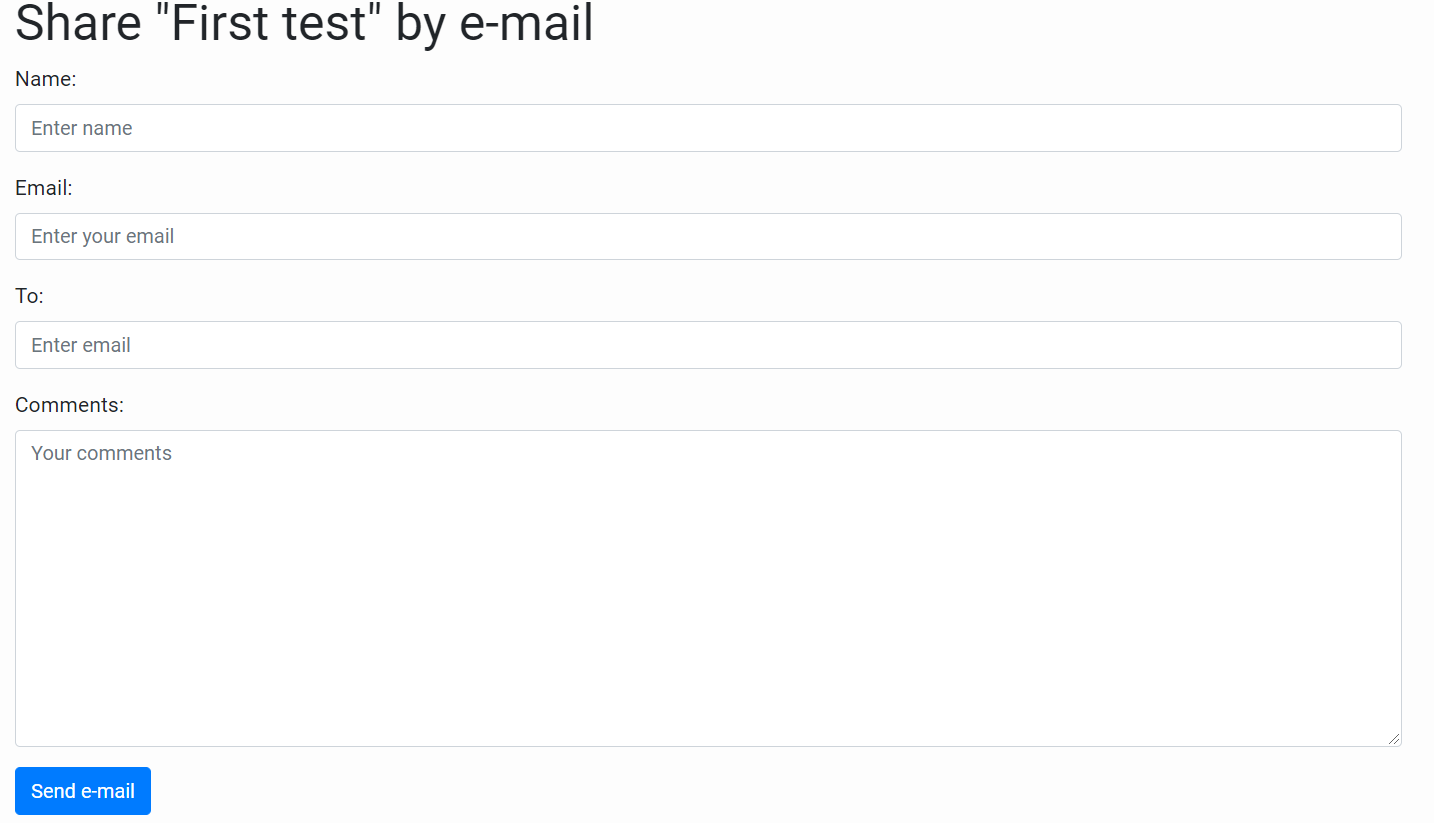 Share "First test" by e-mail
Name:
Enter name
Email:
Enter your email
To:
Enter email
Comments:
Your comments
Send e-mail